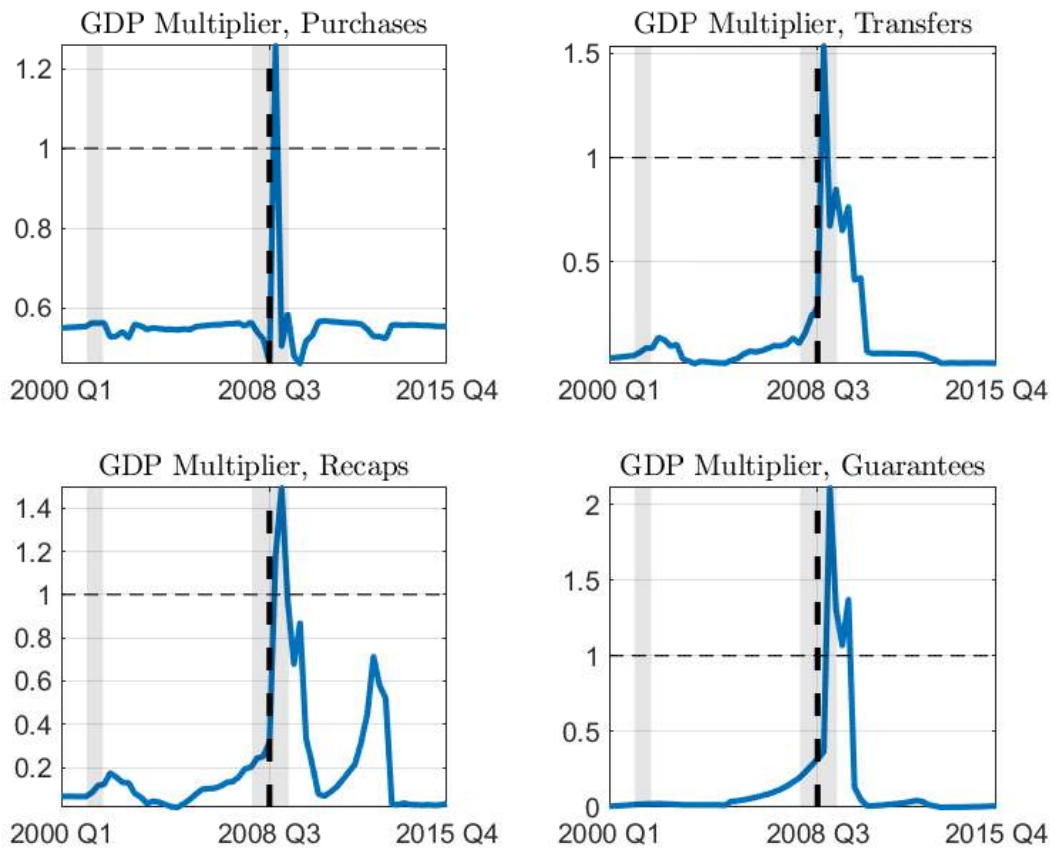 GDP Multiplier, Purchases
1.2
1
0.8
0.6
2000 Q1 2008 Q3 2015 Q4
GDP Multiplier, Transfers
1.5
1
0.5
2000 Q1 2008 Q3 2015 Q4
GDP Multiplier, Recaps
1.4
1.2
1
0.8
0.6
0.4
0.2
2000 Q1 2008 Q3 2015 Q4
GDP Multiplier, Guarantees
2
1.5
1
0.5
0
2000 Q1 2008 Q3 2015 Q4